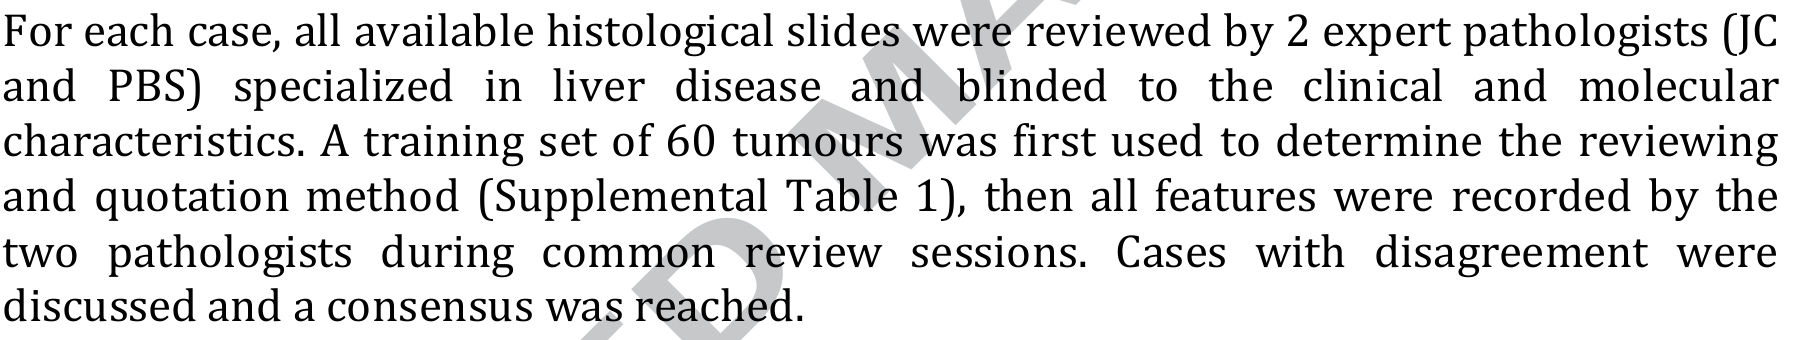 For each case, all available histological slides were reviewed by 2 expert pathologists (JC
and PBS) specialized in liver disease and blinded to the clinical and molecular
characteristics. A training set of 60 tumours was first used to determine the reviewing
and quotation method (Supplemental Table 1), then all features were recorded by the
two pathologists during common review sessions. Cases with disagreement were
discussed and a consensus was reached.